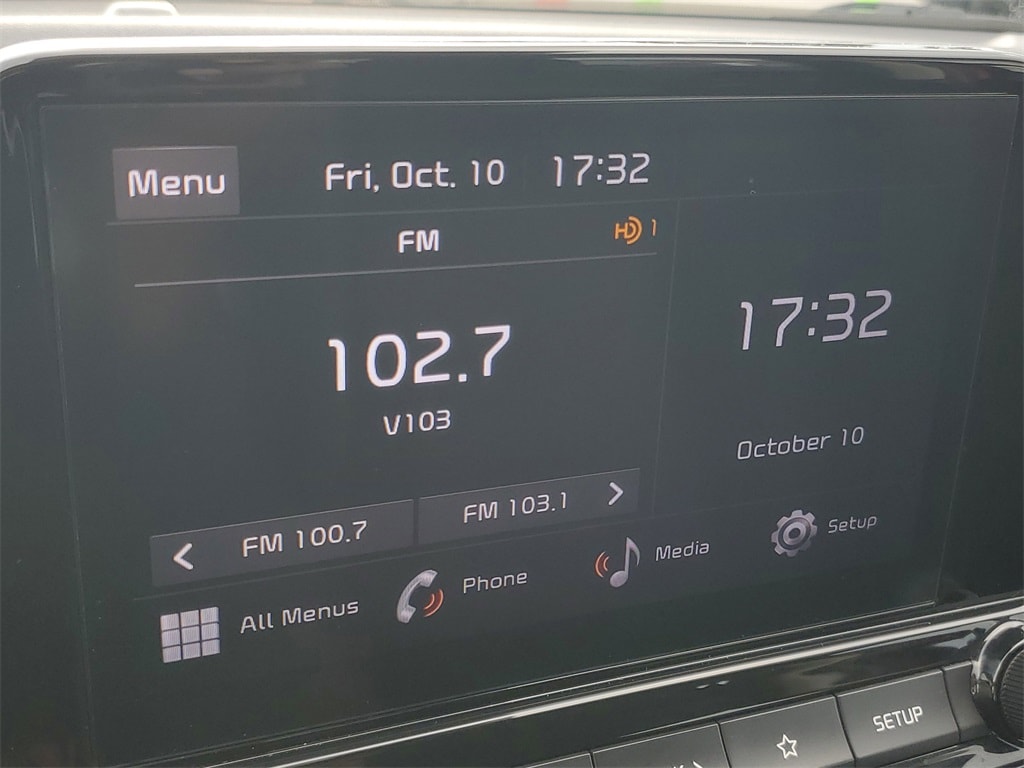 Menu
Fri, Oct. 10 17:32
FM
HD 1
102.7
V103
17:32
October 10
FM 100.7
FM 103.1
All Menus
Phone
Media
Setup
SETUP